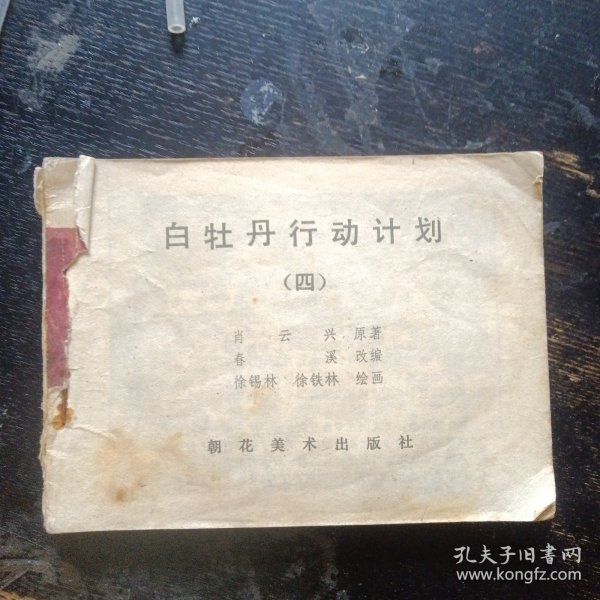 白牡丹行动计划
（四）
肖云兴 原著
春溪 改编
徐锡林 徐铁林 绘画
朝花美术出版社
孔夫子旧书网
www.kongfz.com